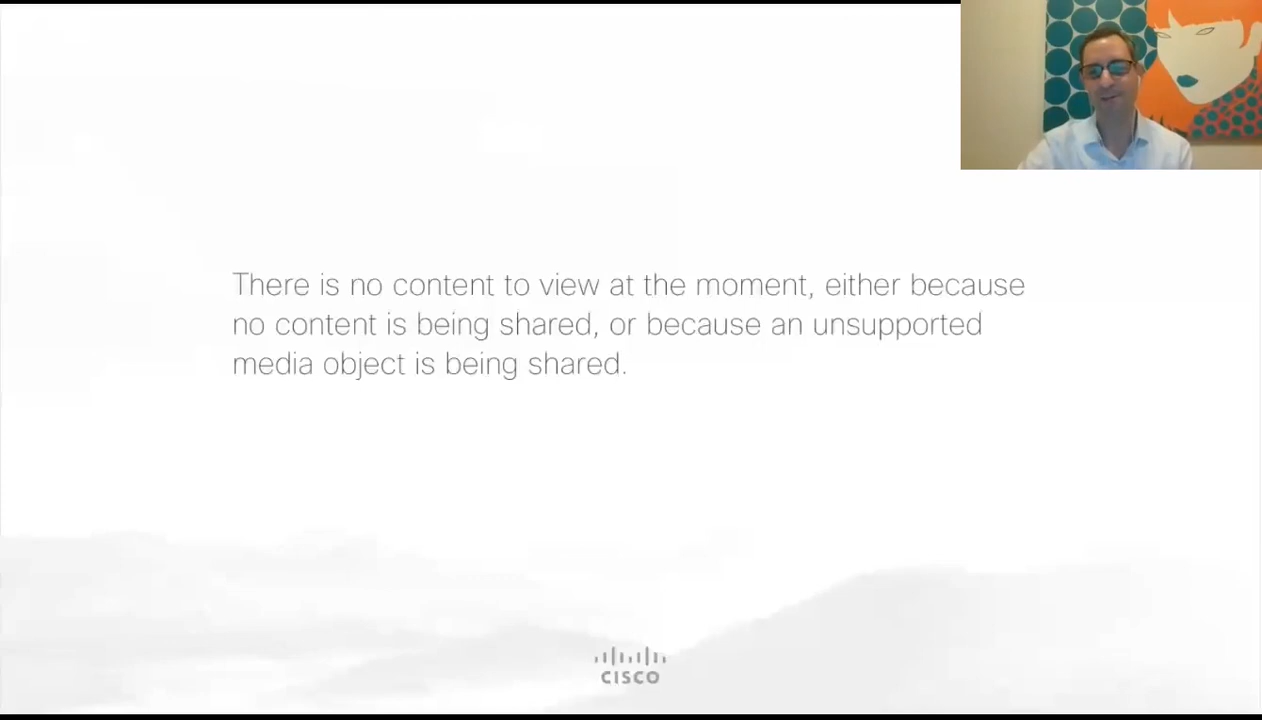 There is no content to view at the moment, either because
no content is being shared, or because an unsupported
media object is being shared.
CISCO